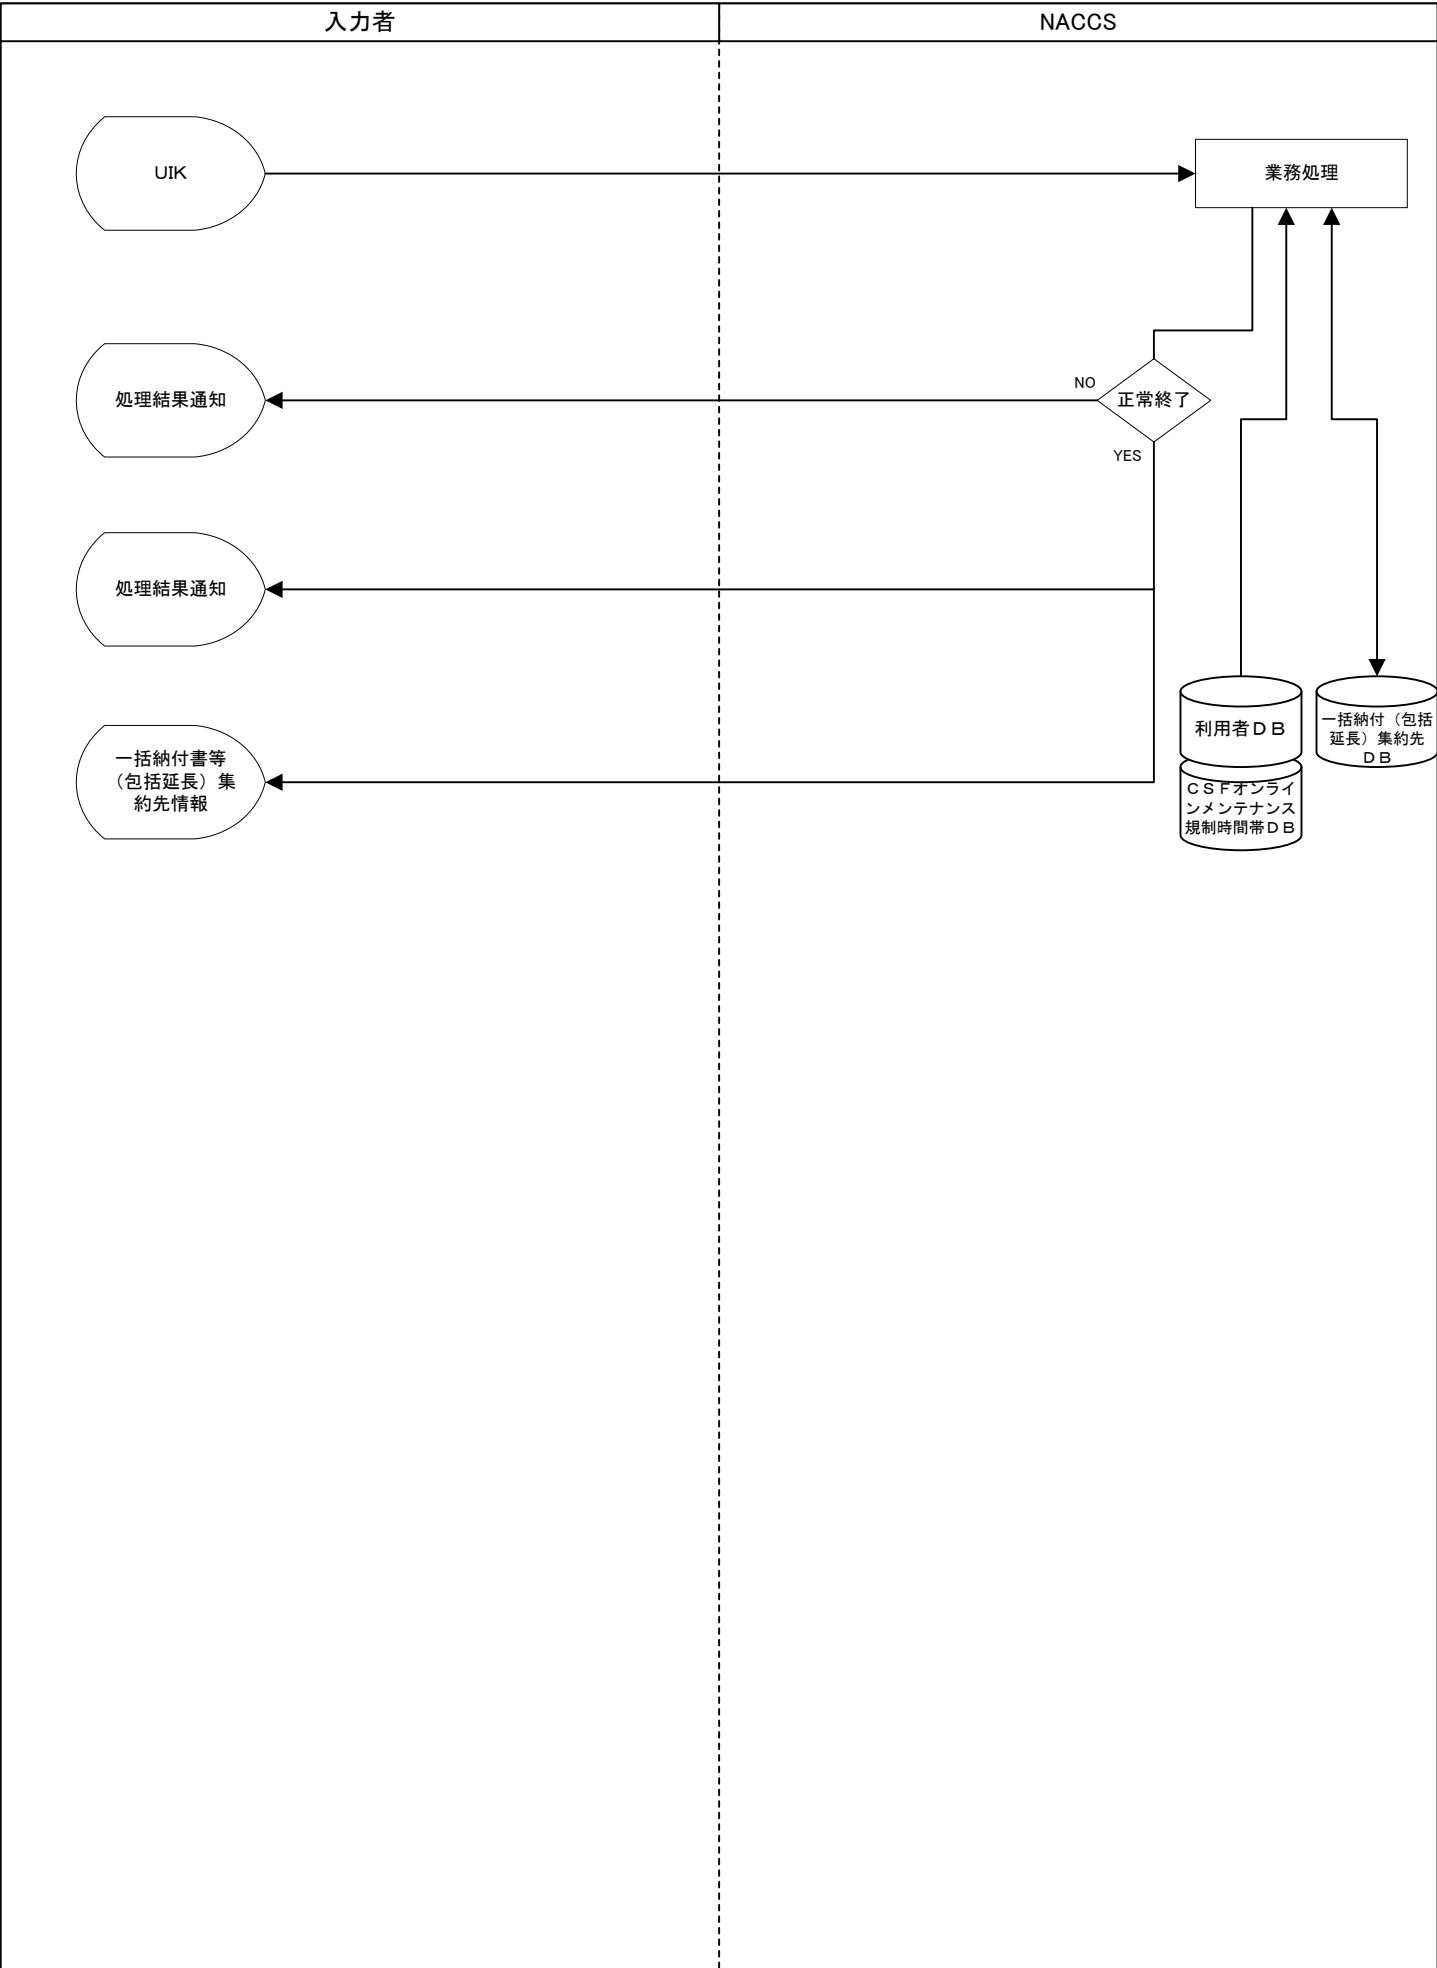 入力者
NACCS
UIK
業務処理
処理結果通知
NO
正常終了
YES
処理結果通知
一括納付書等
（包括延長）集
約先情報
利用者ＤＢ
一括納付（包括
延長）集約先
ＤＢ
ＣＳＦオンライ
ンメンテナンス
規制時間帯ＤＢ